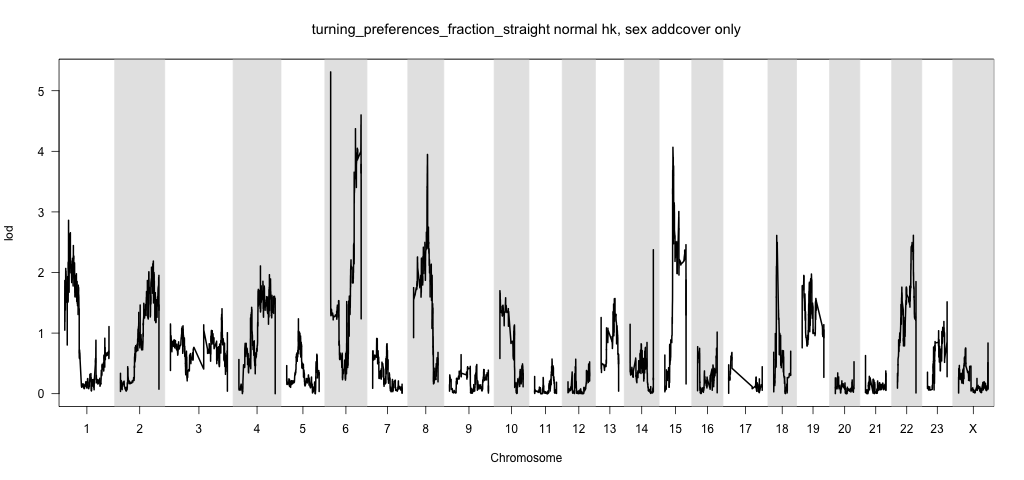 turning_preferences_fraction_straight normal hk, sex addcover only
5
4
3
2
1
0
lod
1 2 3 4 5 6 7 8 9 10 11 12 13 14 15 16 17 18 19 20 21 22 23 X
Chromosome